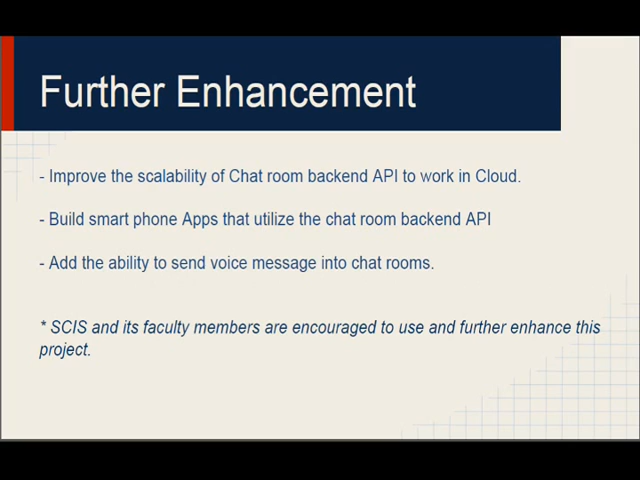 Further Enhancement
- Improve the scalability of Chat room backend API to work in Cloud.
- Build smart phone Apps that utilize the chat room backend API
- Add the ability to send voice message into chat rooms.
* SCIS and its faculty members are encouraged to use and further enhance this
project.